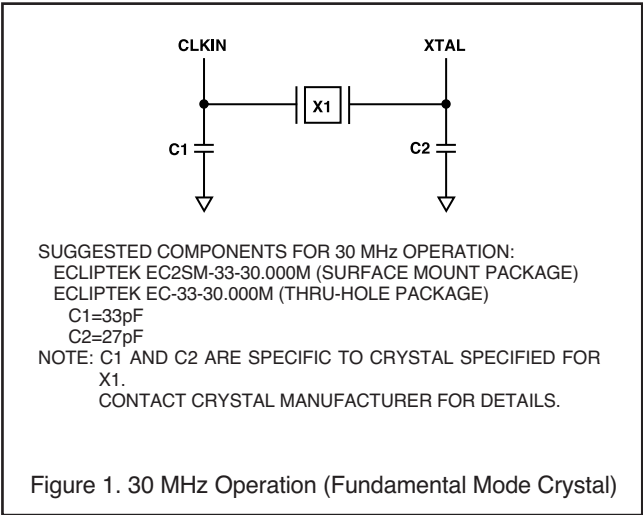 CLKIN XTAL
X1
C1 C2
SUGGESTED COMPONENTS FOR 30 MHz OPERATION:
ECLIPTEK EC2SM-33-30.000M (SURFACE MOUNT PACKAGE)
ECLIPTEK EC-33-30.000M (THRU-HOLE PACKAGE)
C1=33pF
C2=27pF
NOTE: C1 AND C2 ARE SPECIFIC TO CRYSTAL SPECIFIED FOR
X1.
CONTACT CRYSTAL MANUFACTURER FOR DETAILS.
Figure 1. 30 MHz Operation (Fundamental Mode Crystal)